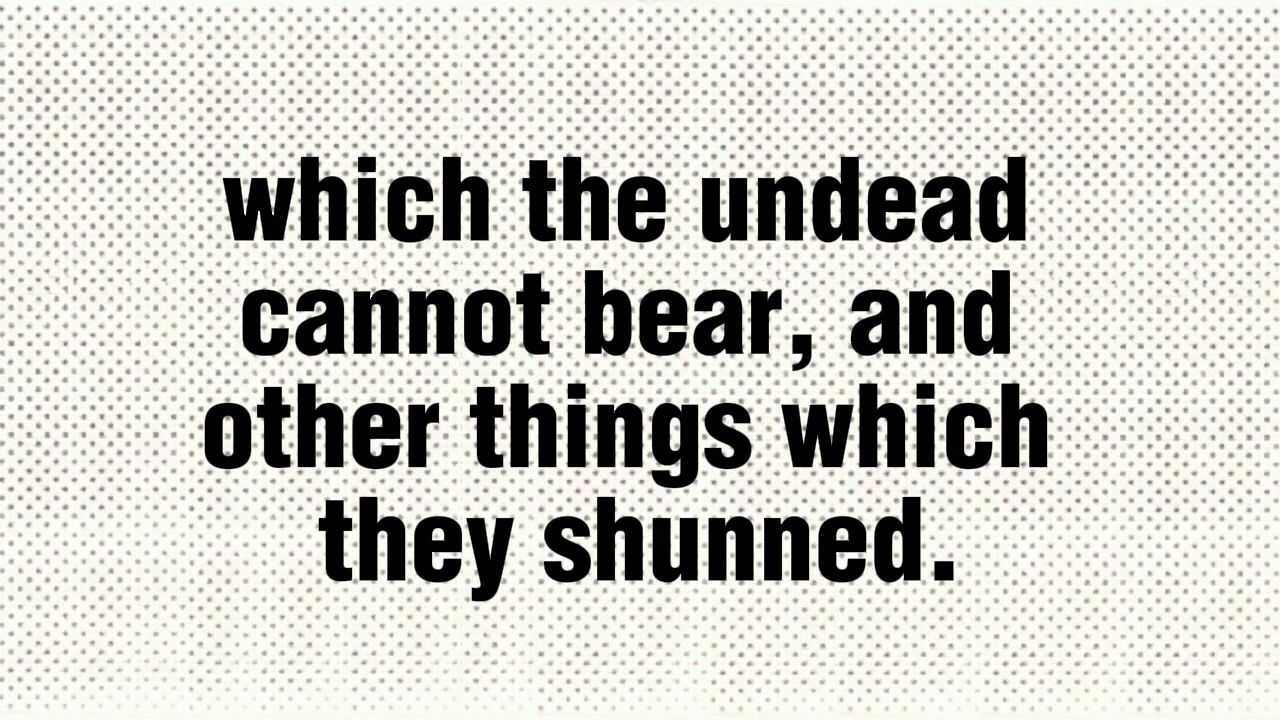 which the undead
cannot bear, and
other things which
they shunned.